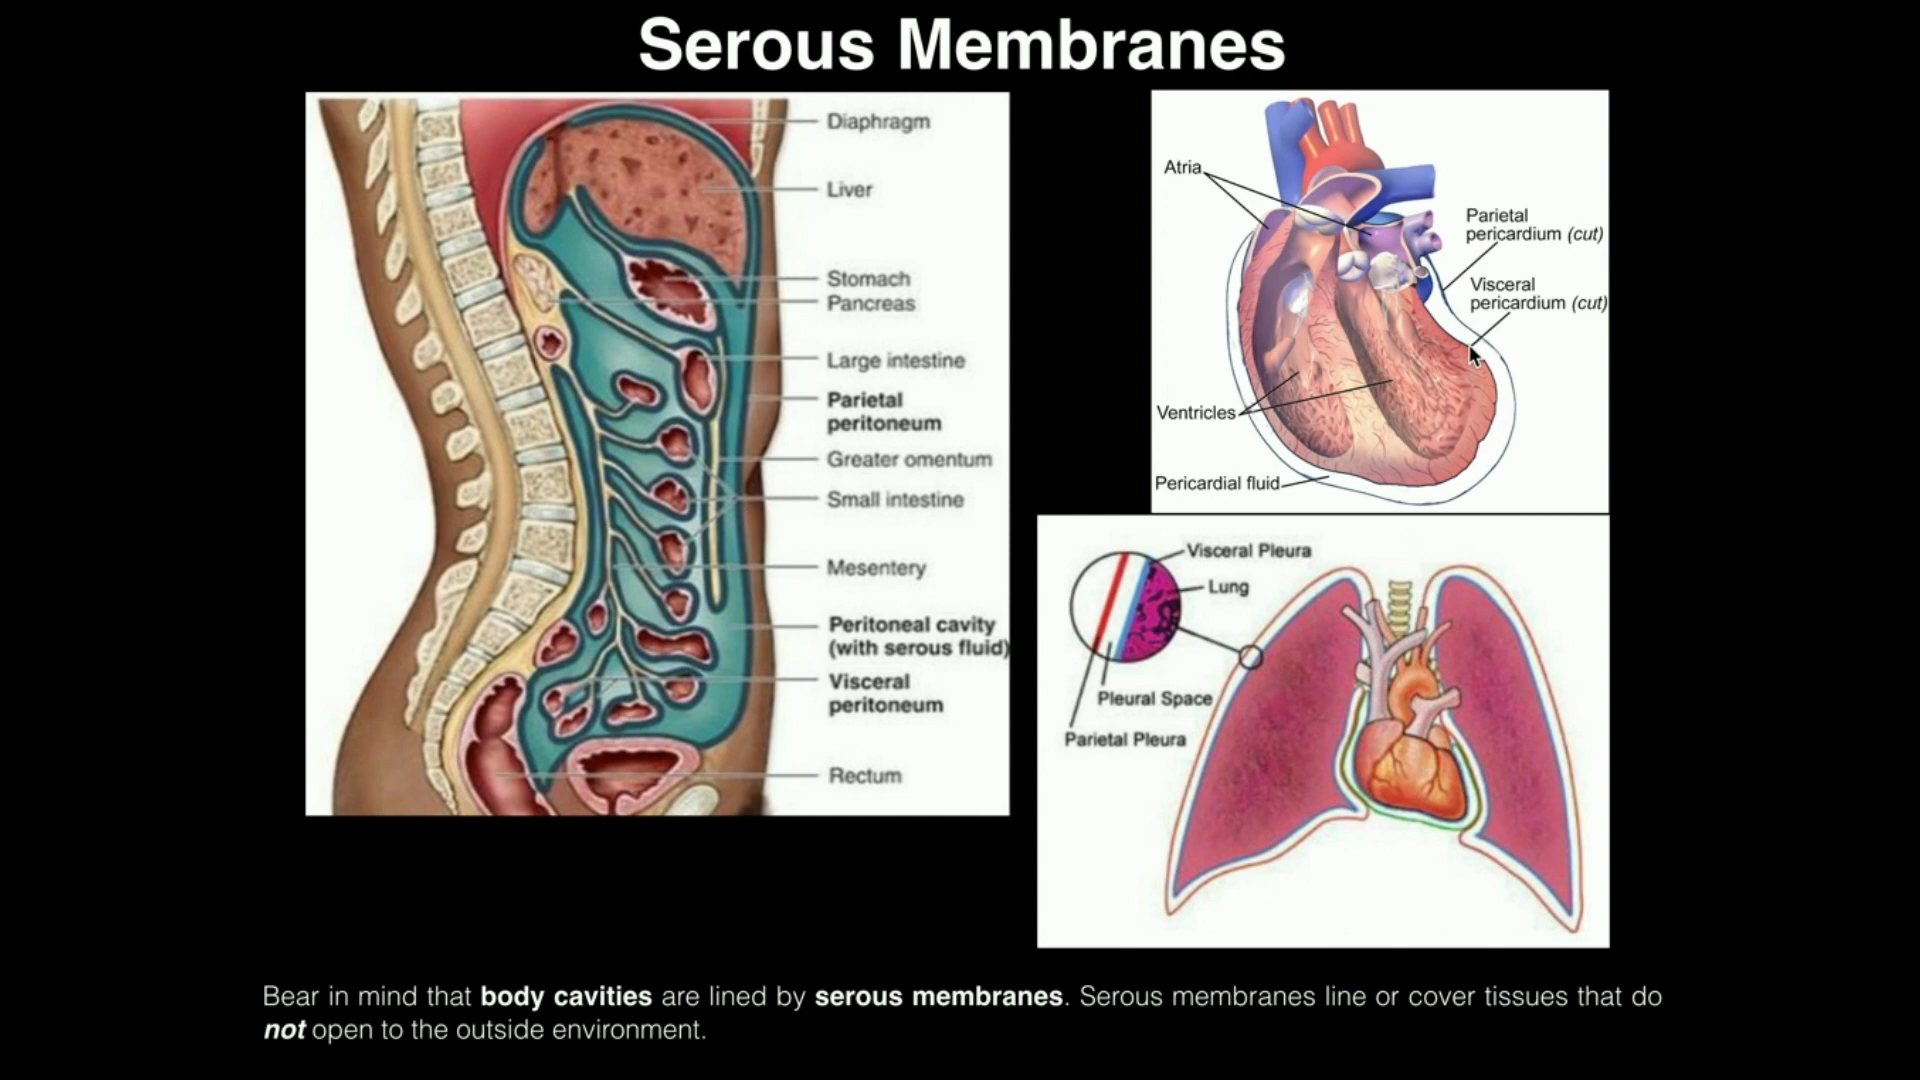 Serous Membranes
Diaphragm
Liver
Stomach
Pancreas
Large intestine
Parietal
peritoneum
Greater omentum
Small intestine
Mesentery
Peritoneal cavity
(with serous fluid)
Visceral
peritoneum
Rectum
Atria
Parietal
pericardium (cut)
Visceral
pericardium (cut)
Ventricles
Pericardial fluid
Visceral Pleura
Lung
Pleural Space
Parietal Pleura
Bear in mind that body cavities are lined by serous membranes. Serous membranes line or cover tissues that do
not open to the outside environment.